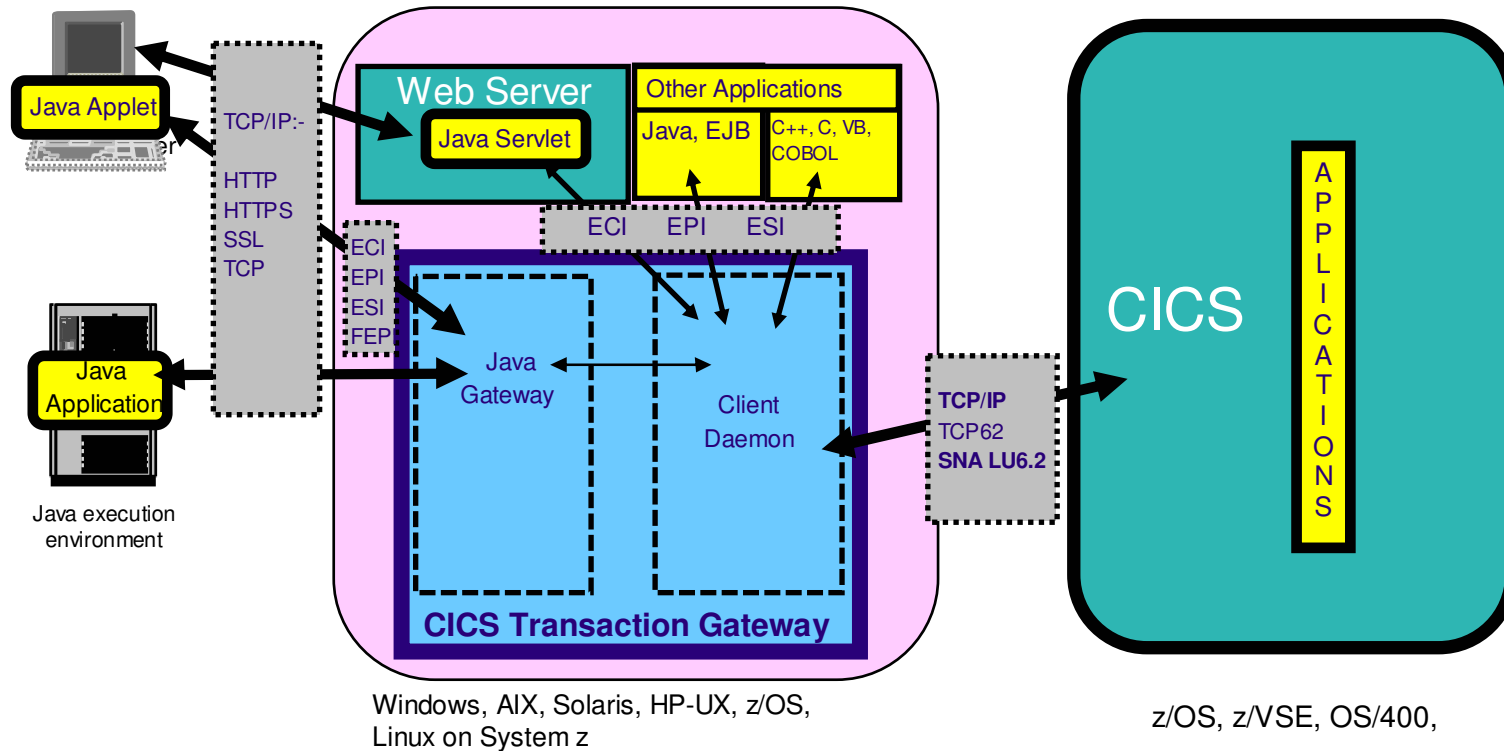 Java Applet
er
TCP/IP:-
HTTP
HTTPS
SSL
TCP
Java
Application
Java execution
environment
Web Server
Java Servlet
Other Applications
Java, EJB
C++, C, VB,
COBOL
ECI EPI ESI
ECI
EPI
ESI
FEP
Java
Gateway
Client
Daemon
CICS Transaction Gateway
Windows, AIX, Solaris, HP-UX, z/OS,
Linux on System z
TCP/IP
TCP62
SNA LU6.2
CICS
A
P
P
L
I
C
A
T
I
O
N
S
z/OS, z/VSE, OS/400,